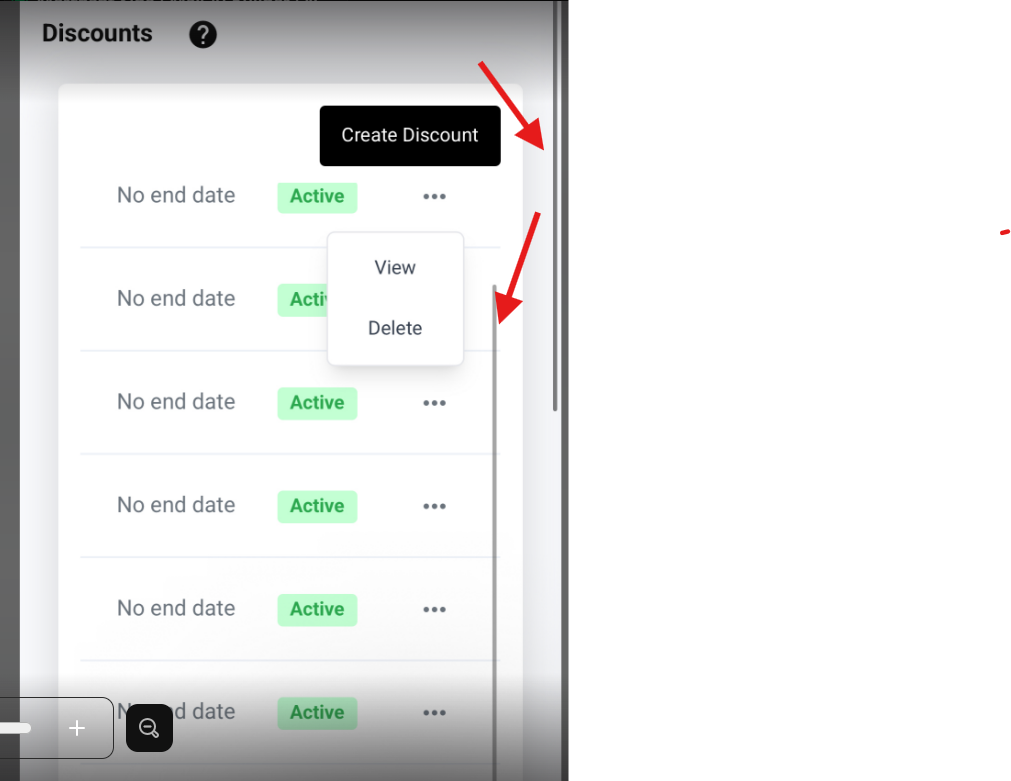 Discounts ?
Create Discount
No end date Active •••
View
No end date
Delete
No end date Active •••
No end date Active •••
No end date Active •••
date Active •••